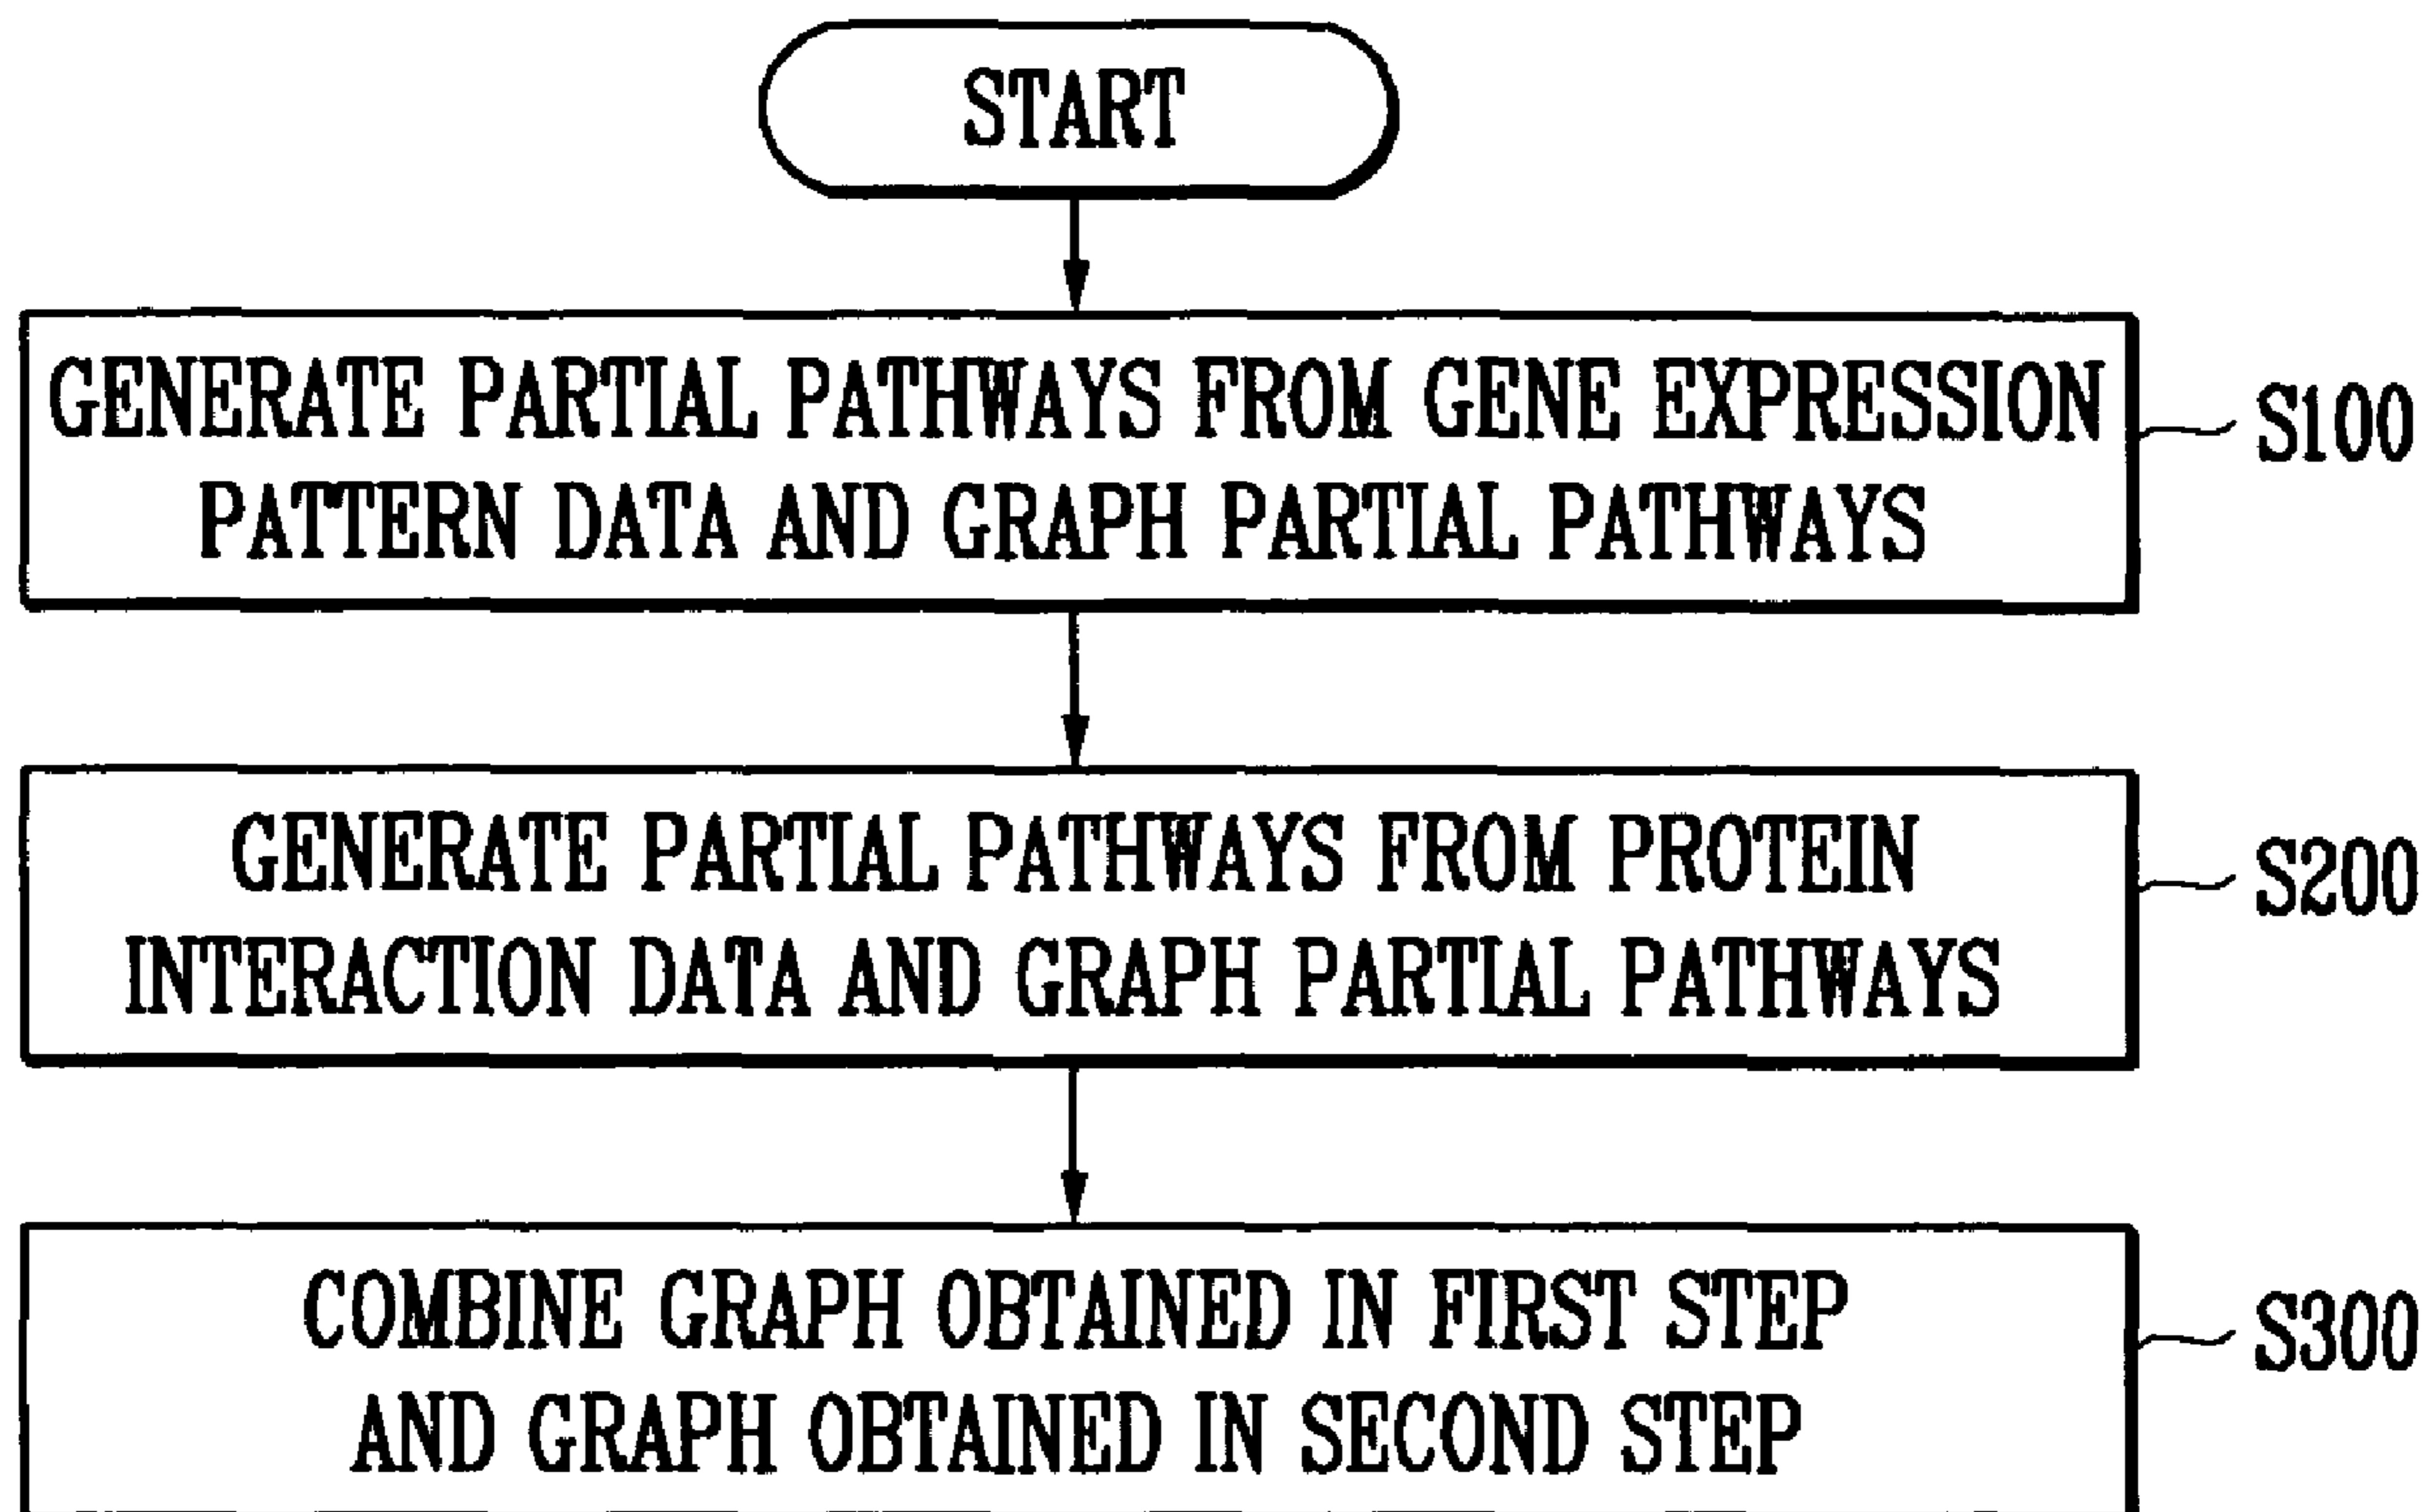 START
GENERATE PARTIAL PATHWAYS FROM GENE EXPRESSION
PATTERN DATA AND GRAPH PARTIAL PATHWAYS
S100
GENERATE PARTIAL PATHWAYS FROM PROTEIN
INTERACTION DATA AND GRAPH PARTIAL PATHWAYS
S200
COMBINE GRAPH OBTAINED IN FIRST STEP
AND GRAPH OBTAINED IN SECOND STEP
S300